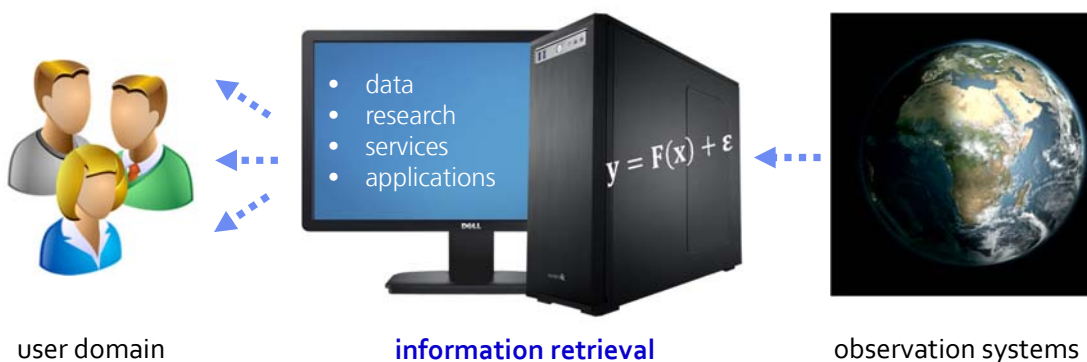 • data
• research
• services
• applications
DELL
y = F(x) + ε
user domain
information retrieval
observation systems